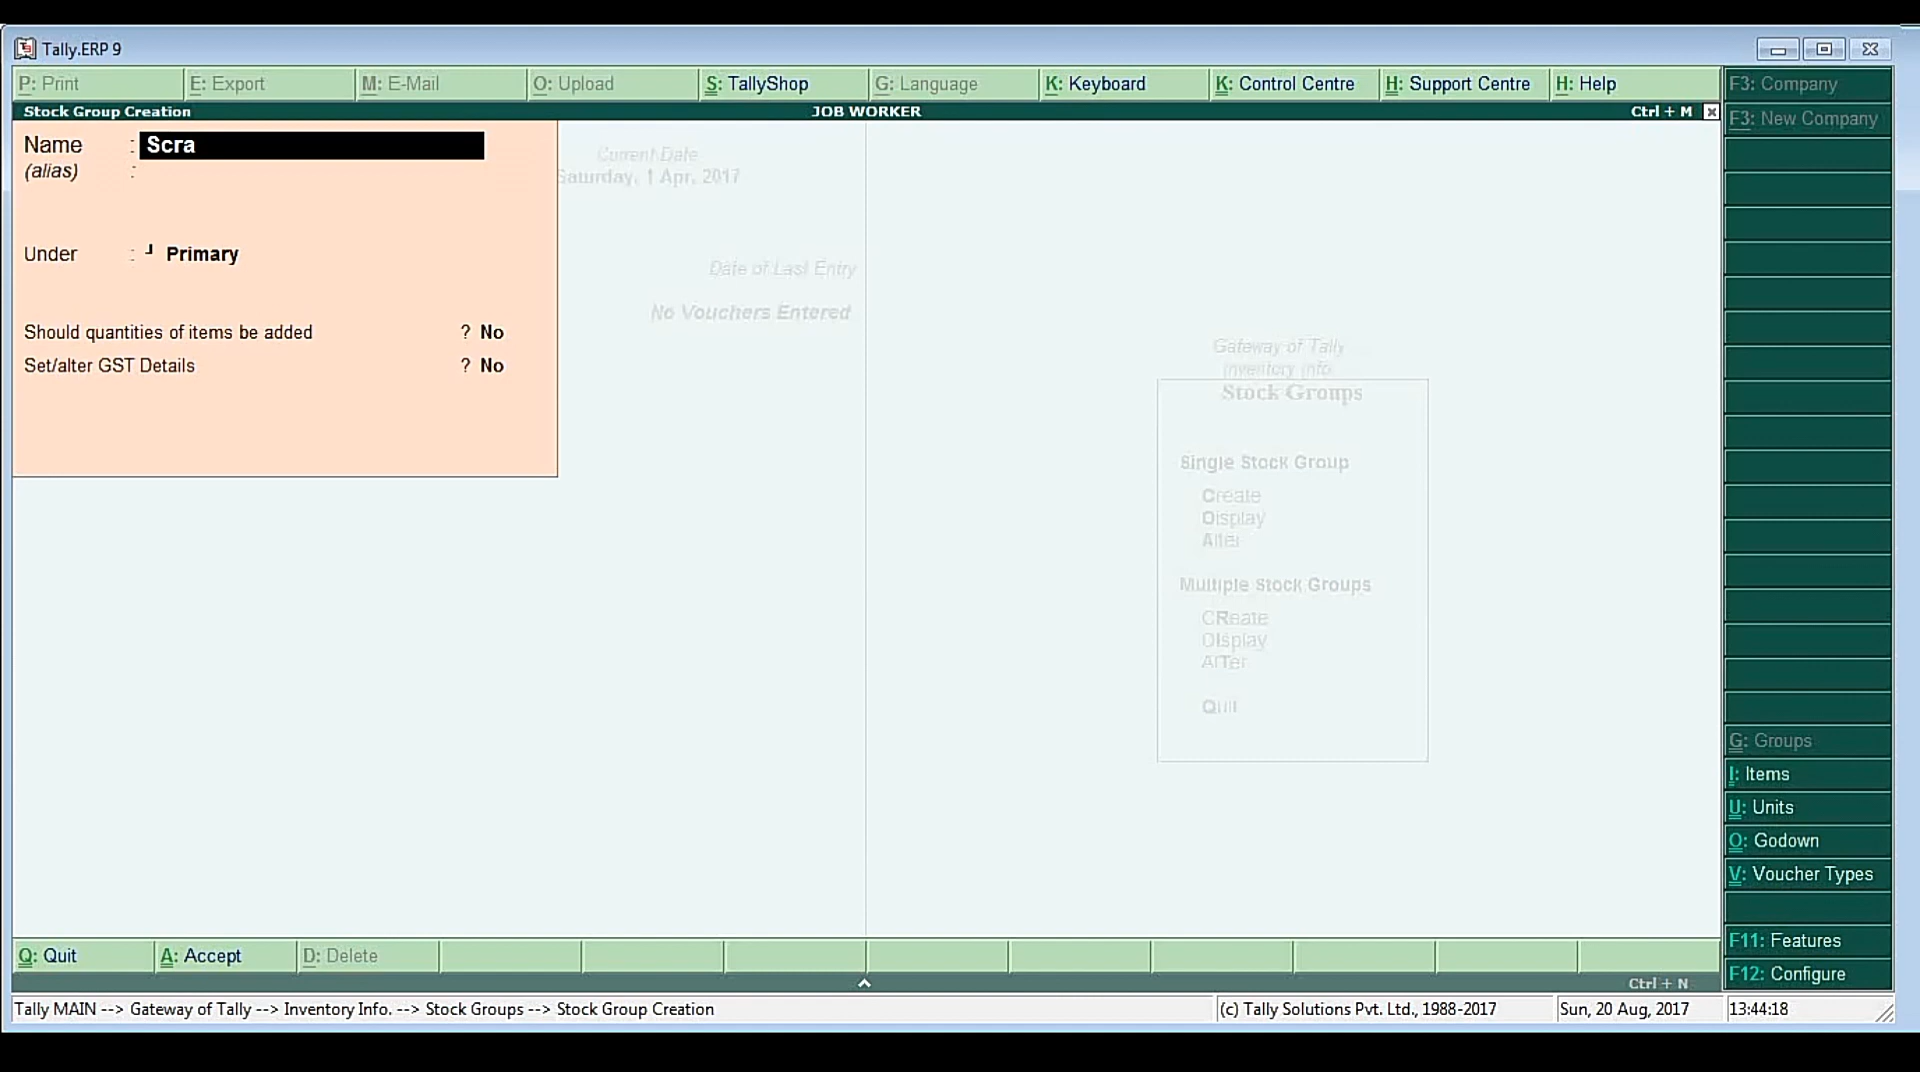 Tally.ERP 9
P: Print E: Export M: E-Mail O: Upload S: TallyShop G: Language K: Keyboard K: Control Centre H: Support Centre H: Help F3: Company
Stock Group Creation JOB WORKER Ctrl + M
F3: New Company
Name : Scra
(alias) :
Current Date
Saturday, 1 Apr, 2017
Under : Primary
Date of Last Entry
No Vouchers Entered
Should quantities of items be added ? No
Set/alter GST Details ? No
Gateway of Tally
Inventory Info.
Stock Groups
Single Stock Group
Create
Display
Alter
Multiple Stock Groups
CReate
DIsplay
AlTer
Quit
G: Groups
I: Items
U: Units
O: Godown
V: Voucher Types
F11: Features
F12: Configure
Q: Quit A: Accept D: Delete
Ctrl + N
Tally MAIN --> Gateway of Tally --> Inventory Info. --> Stock Groups --> Stock Group Creation (c) Tally Solutions Pvt. Ltd., 1988-2017 Sun, 20 Aug, 2017 13:44:18